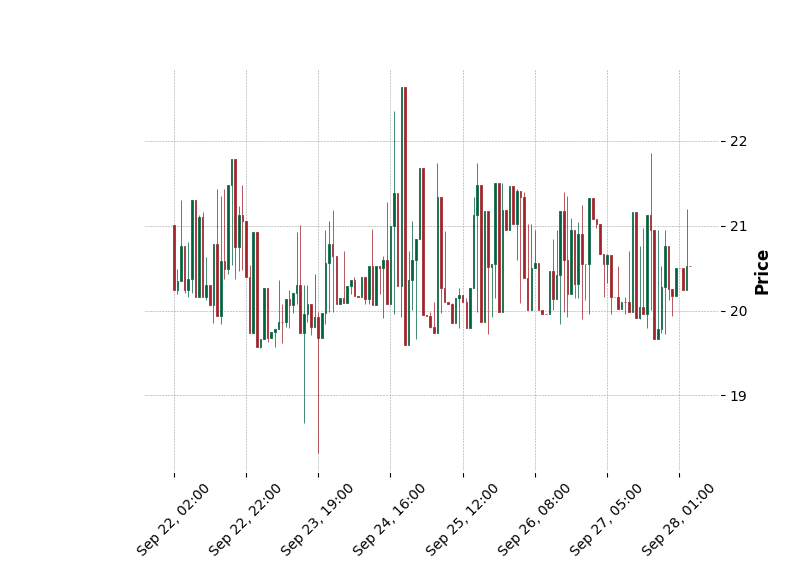 22
21
20
19
Price
Sep 22, 02:00
Sep 22, 22:00
Sep 23, 19:00
Sep 24, 16:00
Sep 25, 12:00
Sep 26, 08:00
Sep 27, 05:00
Sep 28, 01:00